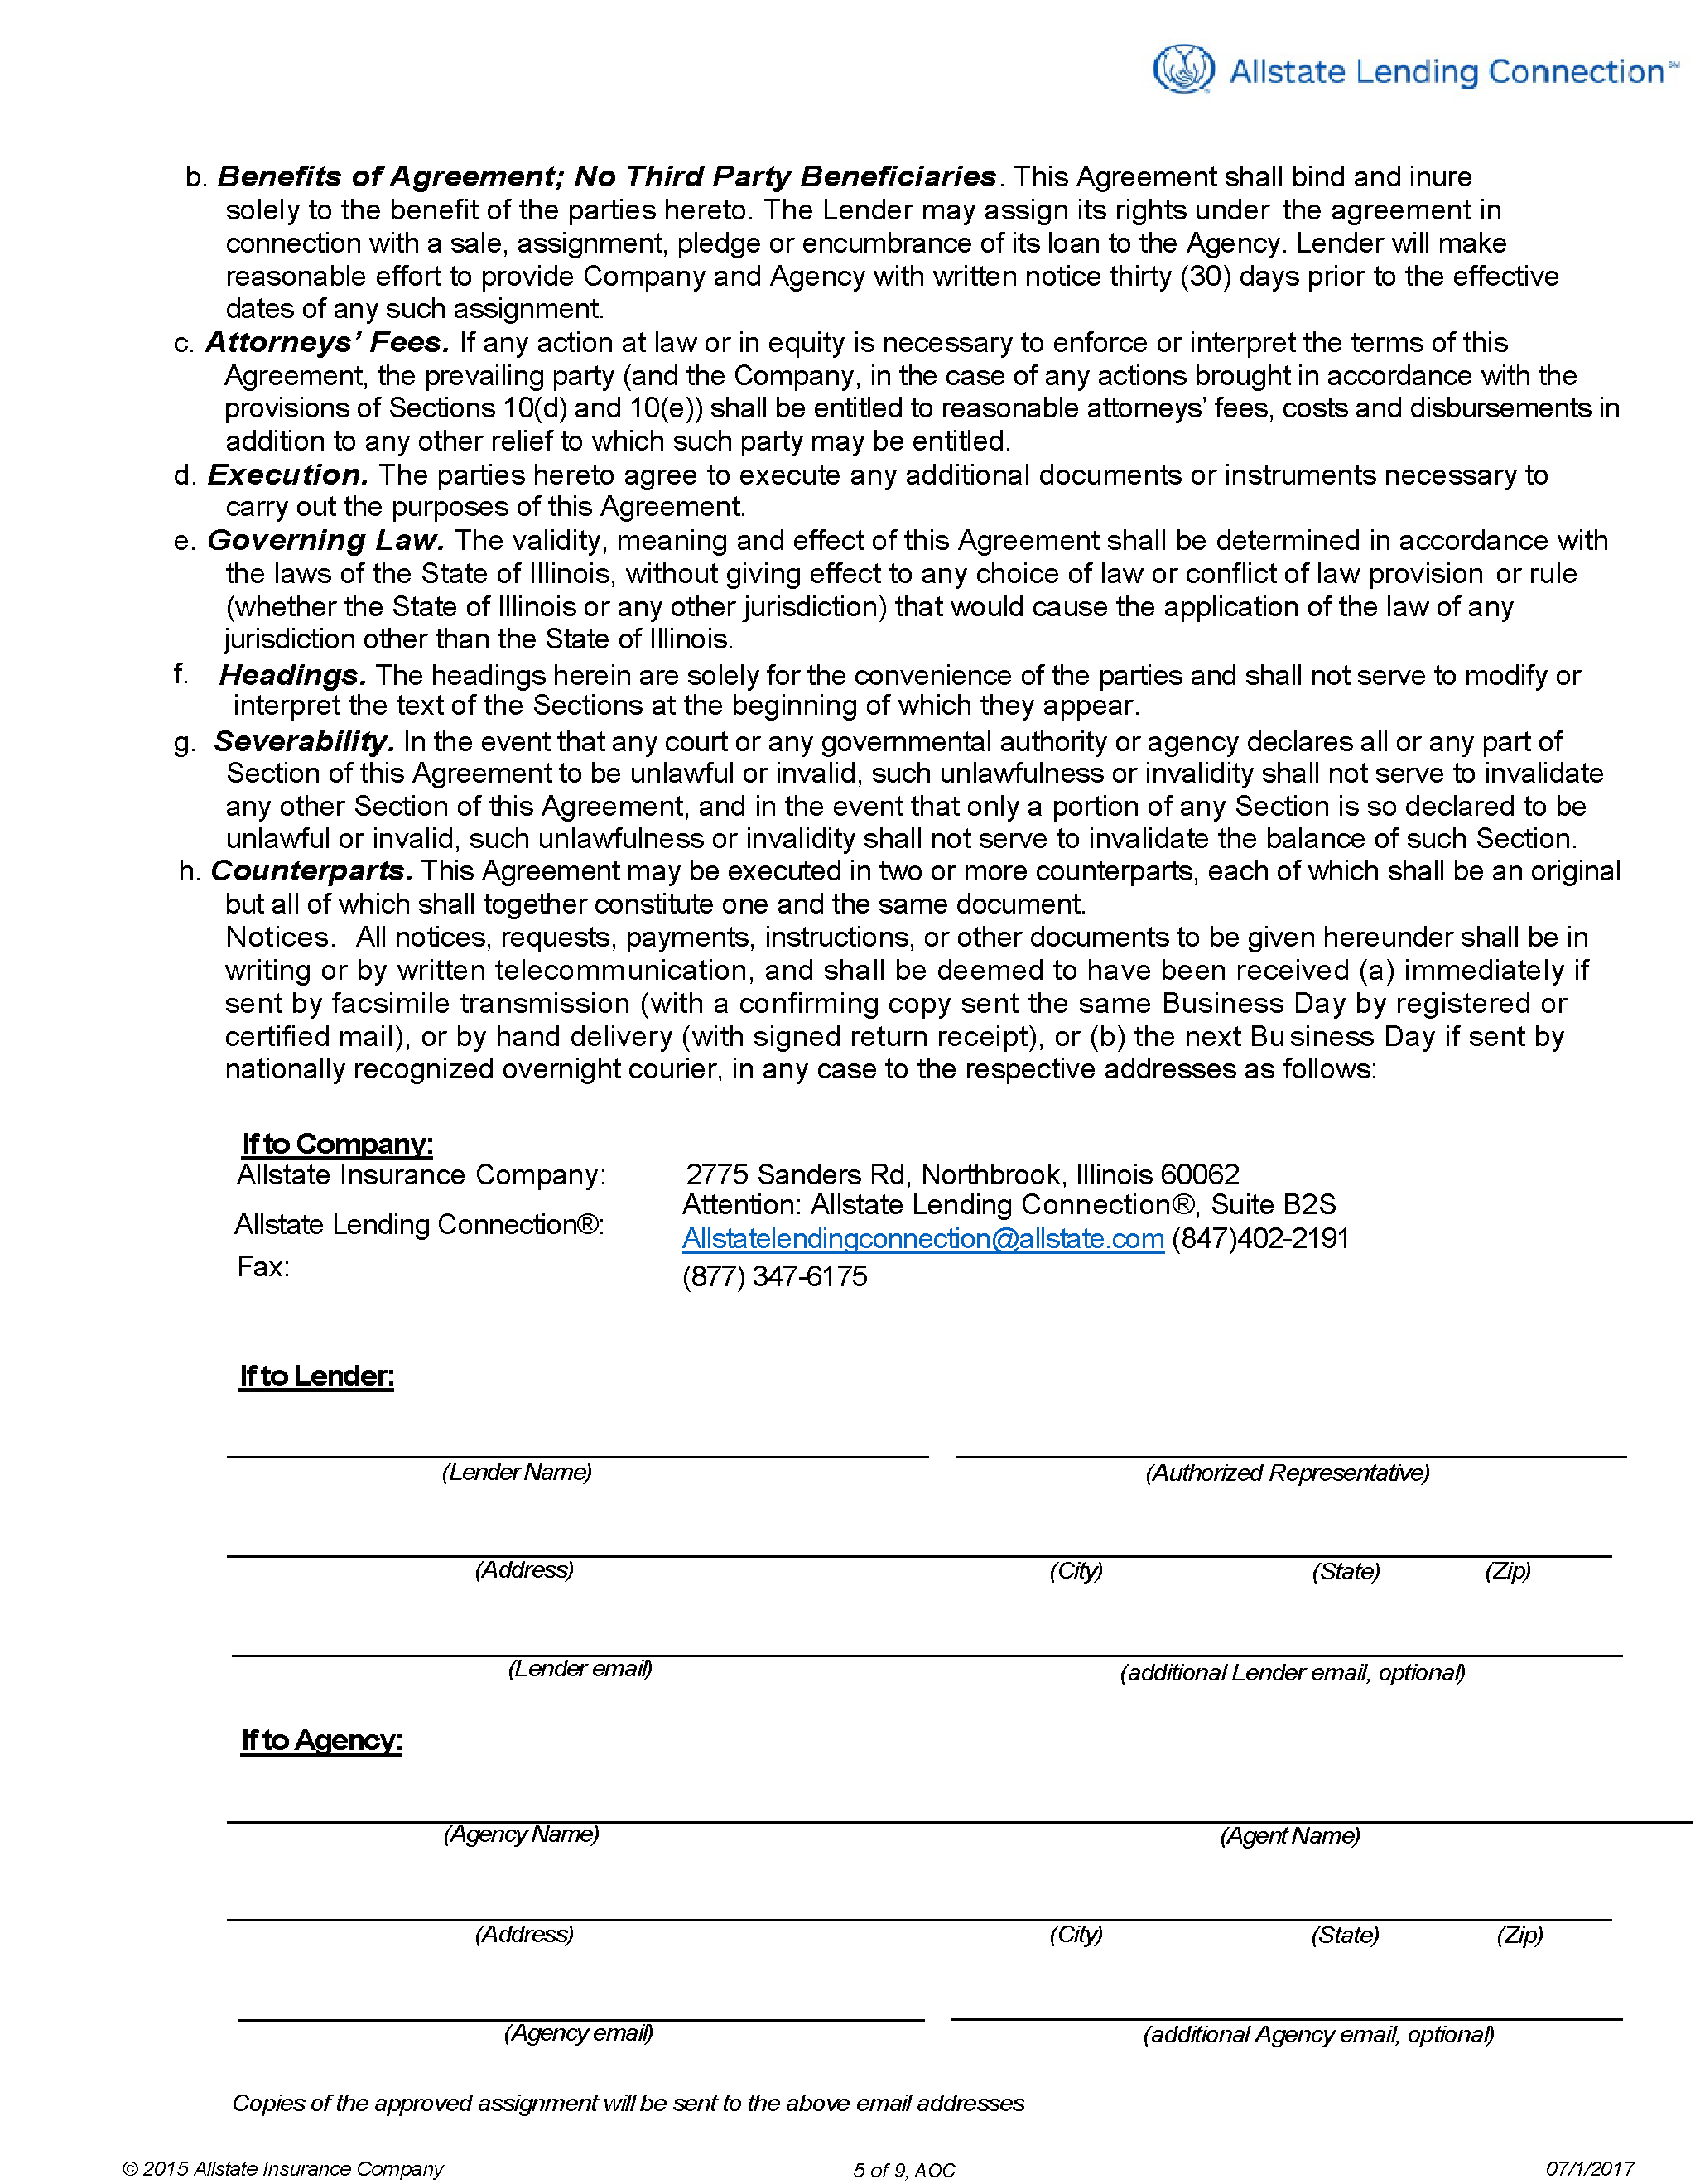 Allstate Lending Connection℠
b. Benefits of Agreement; No Third Party Beneficiaries. This Agreement shall bind and inure
solely to the benefit of the parties hereto. The Lender may assign its rights under the agreement in
connection with a sale, assignment, pledge or encumbrance of its loan to the Agency. Lender will make
reasonable effort to provide Company and Agency with written notice thirty (30) days prior to the effective
dates of any such assignment.
c. Attorneys’ Fees. If any action at law or in equity is necessary to enforce or interpret the terms of this
Agreement, the prevailing party (and the Company, in the case of any actions brought in accordance with the
provisions of Sections 10(d) and 10(e)) shall be entitled to reasonable attorneys’ fees, costs and disbursements in
addition to any other relief to which such party may be entitled.
d. Execution. The parties hereto agree to execute any additional documents or instruments necessary to
carry out the purposes of this Agreement.
e. Governing Law. The validity, meaning and effect of this Agreement shall be determined in accordance with
the laws of the State of Illinois, without giving effect to any choice of law or conflict of law provision or rule
(whether the State of Illinois or any other jurisdiction) that would cause the application of the law of any
jurisdiction other than the State of Illinois.
f. Headings. The headings herein are solely for the convenience of the parties and shall not serve to modify or
interpret the text of the Sections at the beginning of which they appear.
g. Severability. In the event that any court or any governmental authority or agency declares all or any part of
Section of this Agreement to be unlawful or invalid, such unlawfulness or invalidity shall not serve to invalidate
any other Section of this Agreement, and in the event that only a portion of any Section is so declared to be
unlawful or invalid, such unlawfulness or invalidity shall not serve to invalidate the balance of such Section.
h. Counterparts. This Agreement may be executed in two or more counterparts, each of which shall be an original
but all of which shall together constitute one and the same document.
Notices. All notices, requests, payments, instructions, or other documents to be given hereunder shall be in
writing or by written telecommunication, and shall be deemed to have been received (a) immediately if
sent by facsimile transmission (with a confirming copy sent the same Business Day by registered or
certified mail), or by hand delivery (with signed return receipt), or (b) the next Business Day if sent by
nationally recognized overnight courier, in any case to the respective addresses as follows:
If to Company:
Allstate Insurance Company: 2775 Sanders Rd, Northbrook, Illinois 60062
Attention: Allstate Lending Connection®, Suite B2S
Allstate Lending Connection®: Allstatelendingconnection@allstate.com (847)402-2191
Fax: (877) 347-6175
If to Lender:
(Lender Name) (Authorized Representative)
(Address) (City) (State) (Zip)
(Lender email) (additional Lender email, optional)
If to Agency:
(Agency Name) (Agent Name)
(Address) (City) (State) (Zip)
(Agency email) (additional Agency email, optional)
Copies of the approved assignment will be sent to the above email addresses
© 2015 Allstate Insurance Company 5 of 9, AOC 07/1/2017